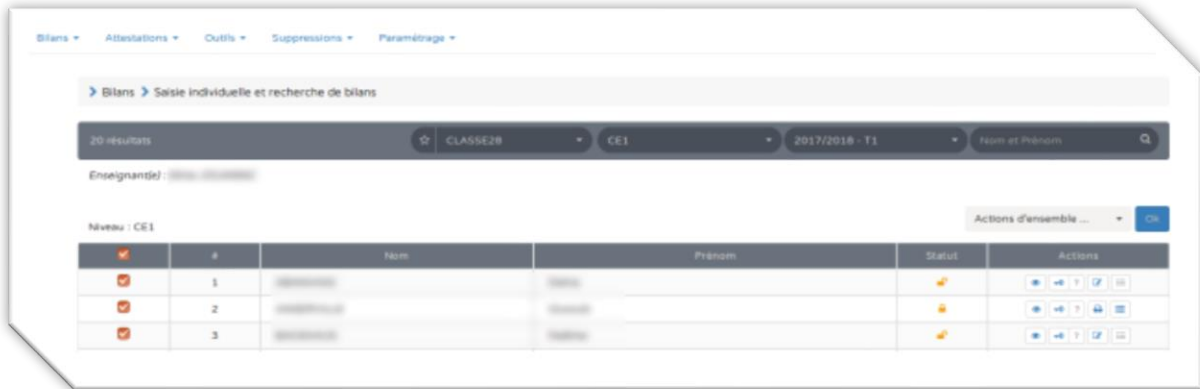 Bilans Attestations Outils Suppressions Paramétrage
Bilans Saisie individuelle et recherche de bilans
20 résultats CLASSE28 CE1 2017/2018 - T1 Nom et Prénom
Enseignant(e) :
Actions d'ensemble ... Ok
Niveau : CE1
# Nom Prénom Statut Actions
1 ?
2 ?
3 ?